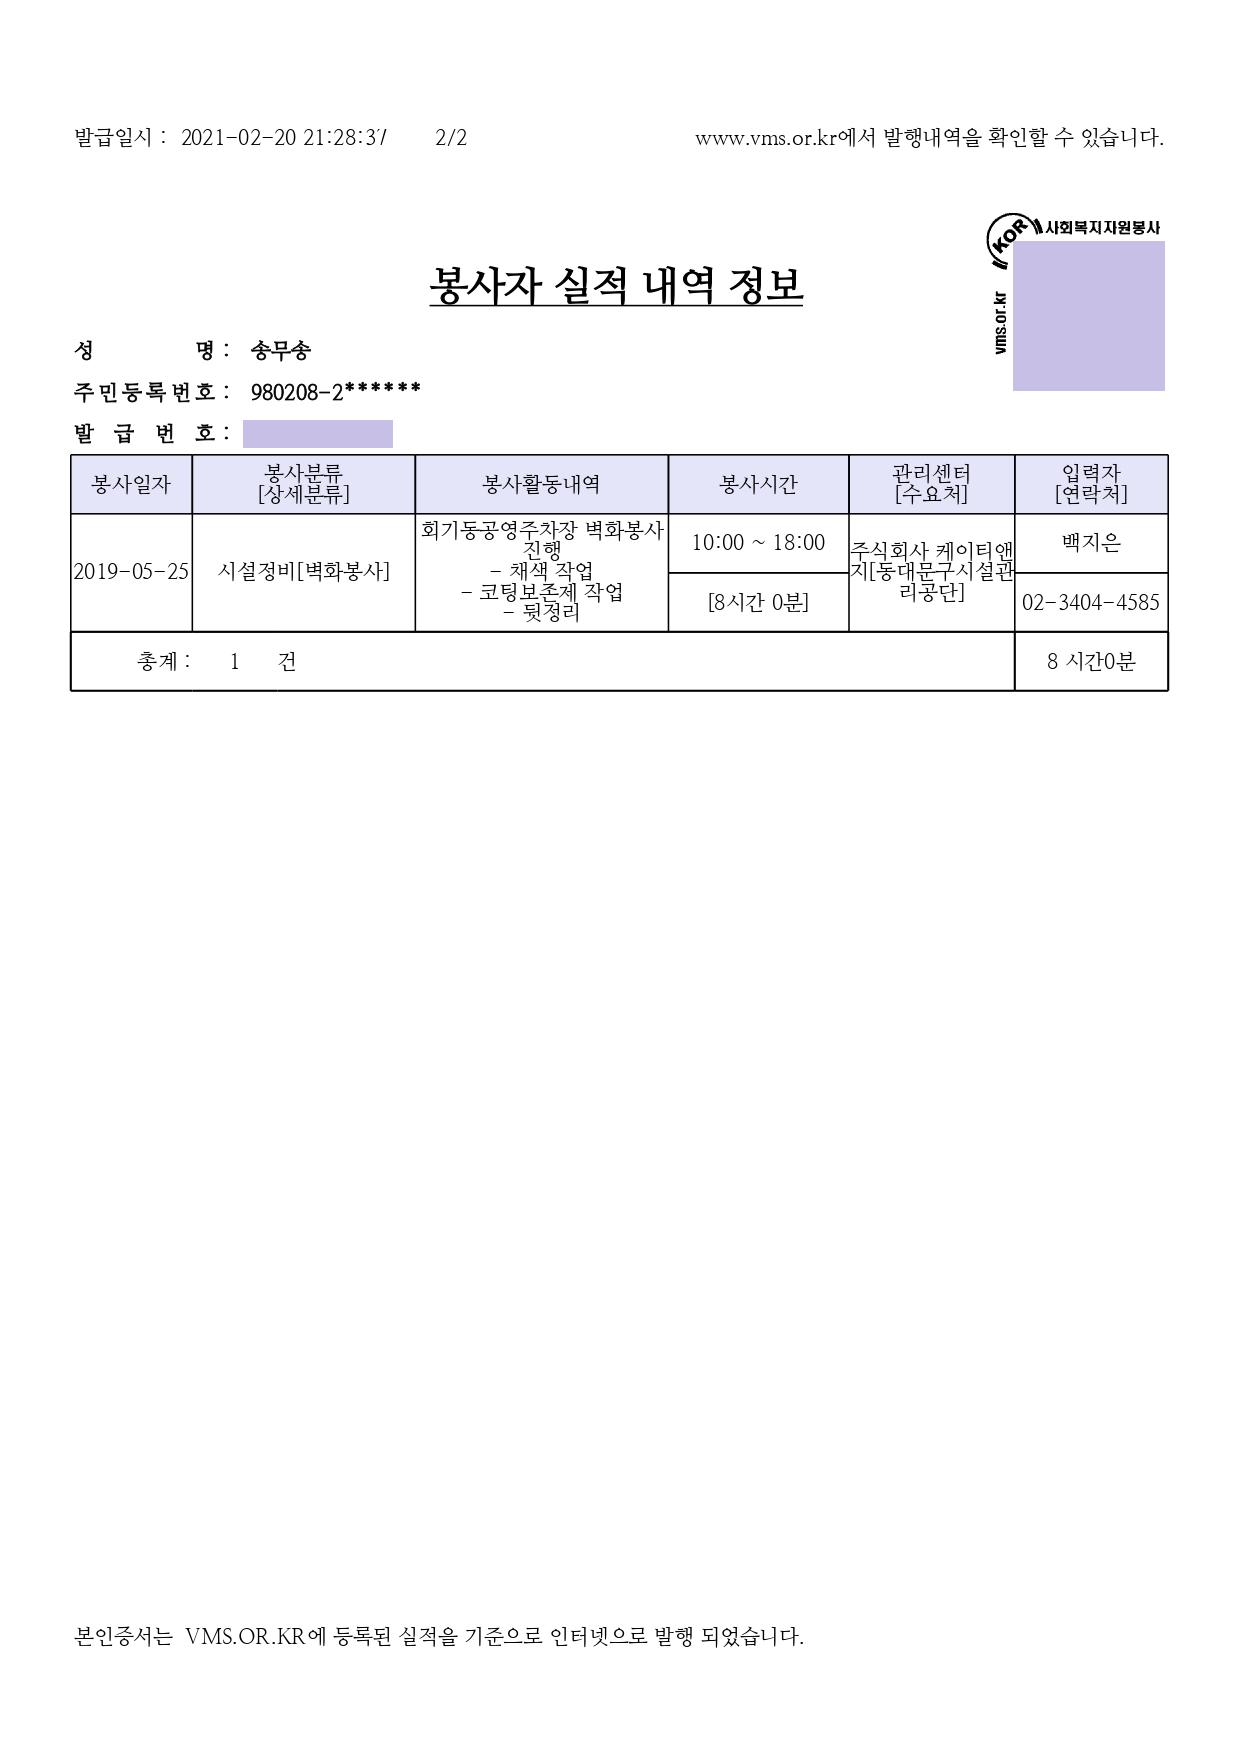 발급일시 : 2021-02-20 21:28:37 2/2 www.vms.or.kr에서 발행내역을 확인할 수 있습니다.
KOR 사회복지자원봉사
vms.or.kr
봉사자 실적 내역 정보
성 명 : 송무송
주민등록번호 : 980208-2******
발 급 번 호 :
봉사일자 봉사분류 [상세분류] 봉사활동내역 봉사시간 관리센터 [수요처] 입력자 [연락처]
2019-05-25
시설정비[벽화봉사]
회기동공영주차장 벽화봉사
진행
- 채색 작업
- 코팅보존제 작업
- 뒷정리
10:00 ~ 18:00
[8시간 0분]
주식회사 케이티앤
지[동대문구시설관
리공단]
백지은
02-3404-4585
총계 : 1 건 8 시간0분
본인증서는 VMS.OR.KR에 등록된 실적을 기준으로 인터넷으로 발행 되었습니다.